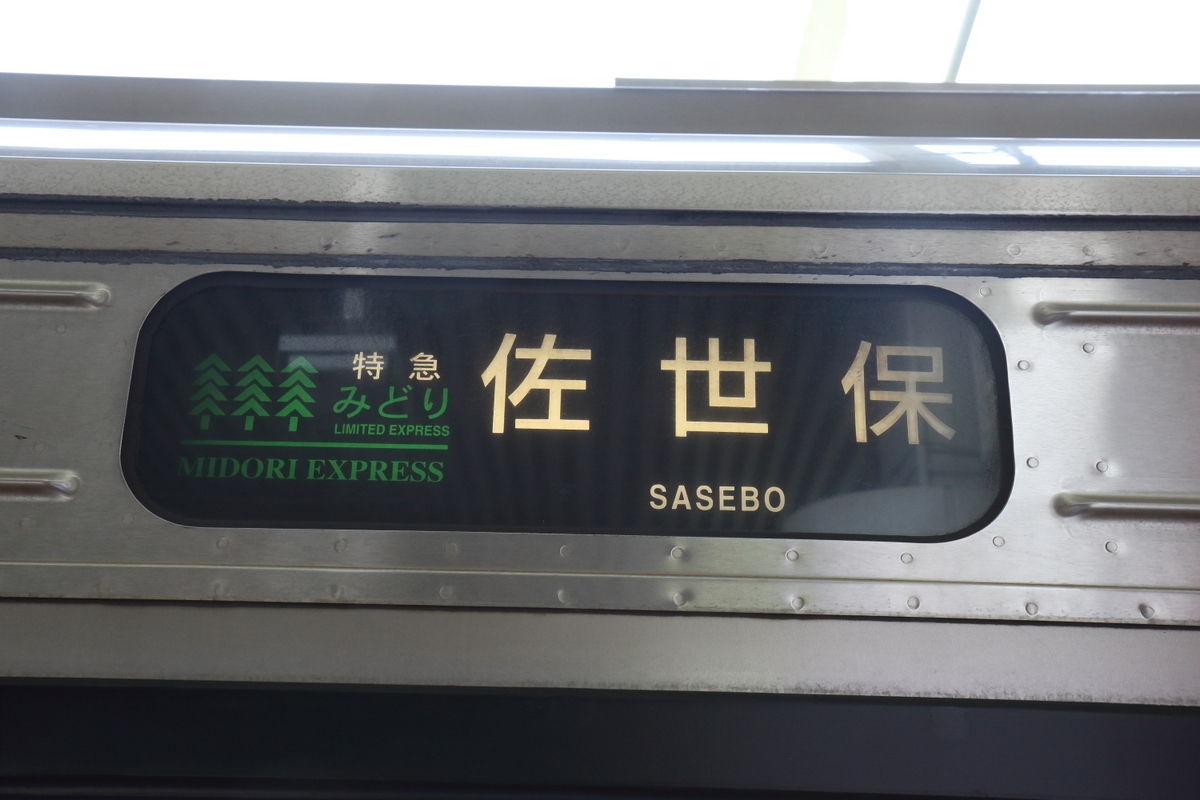 特急
みどり
LIMITED EXPRESS
MIDORI EXPRESS
佐世保
SASEBO